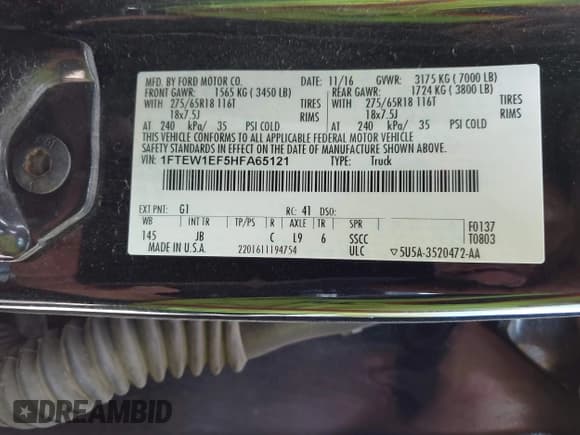 MFD. BY FORD MOTOR CO. 11/16 GVWR: 3175 KG ( 7000 LB)
FRONT GAWR: 1565 KG ( 3450 LB) REAR GAWR: 1724 KG ( 3800 LB)
WITH 275/65R18 116T TIRES WITH 275/65R18 116T TIRES
18x7.5J RIMS 18x7.5J RIMS
AT 240 kPa/ 35 PSI COLD AT 240 kPa/ 35 PSI COLD
THIS VEHICLE CONFORMS TO ALL APPLICABLE FEDERAL MOTOR VEHICLE
SAFETY STANDARDS IN EFFECT ON THE DATE OF MANUFACTURE SHOWN ABOVE.
VIN: 1FTEW1EF5HFA65121 TYPE: Truck
EXT PNT: G1 RC: 41 DSO: F0137
WB INT TR TP/PS R AXLE TR SPR T0803
145 JB C L9 6 SSCC
MADE IN U.S.A. 2201611194754 ULC ▽5U5A-3520472-AA
DREAMBID